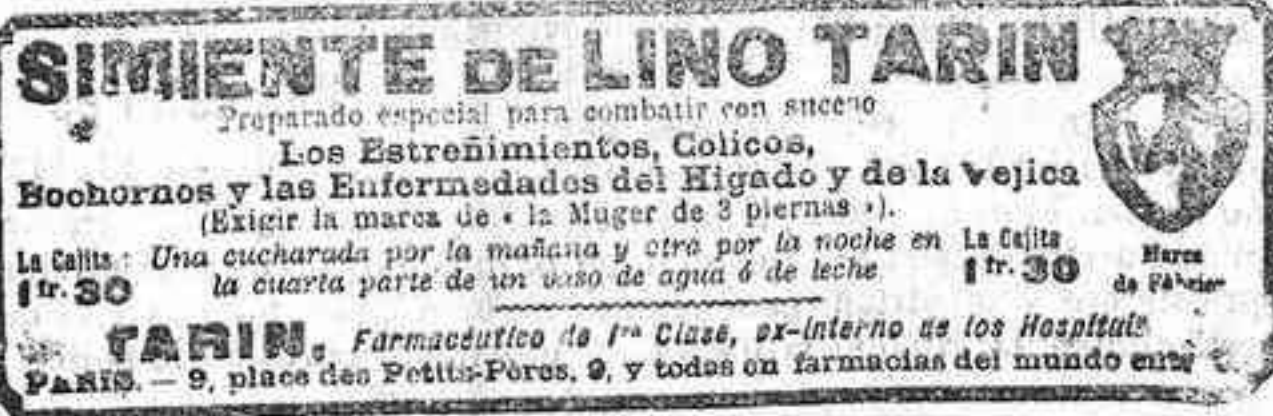 SIMIENTE DE LINO TARIN
Preparado especial para combatir con suceso
Los Estreñimientos, Colicos,
Bochornos y las Enfermedados del Higado y de la Vejica
(Exigir la marca de « la Muger de 3 piernas »).
La Cajita : Una cucharada por la mañana y otra por la noche en La Cajita
1 fr. 30 la cuarta parte de un vaso de agua ó de leche 1 fr. 30
Marca
de
TARIN, Farmacéutico de 1ra Clase, ex-interno de los Hospitals
PARIS. — 9, place des Petits-Pères, 9, y todas en farmacias del mundo